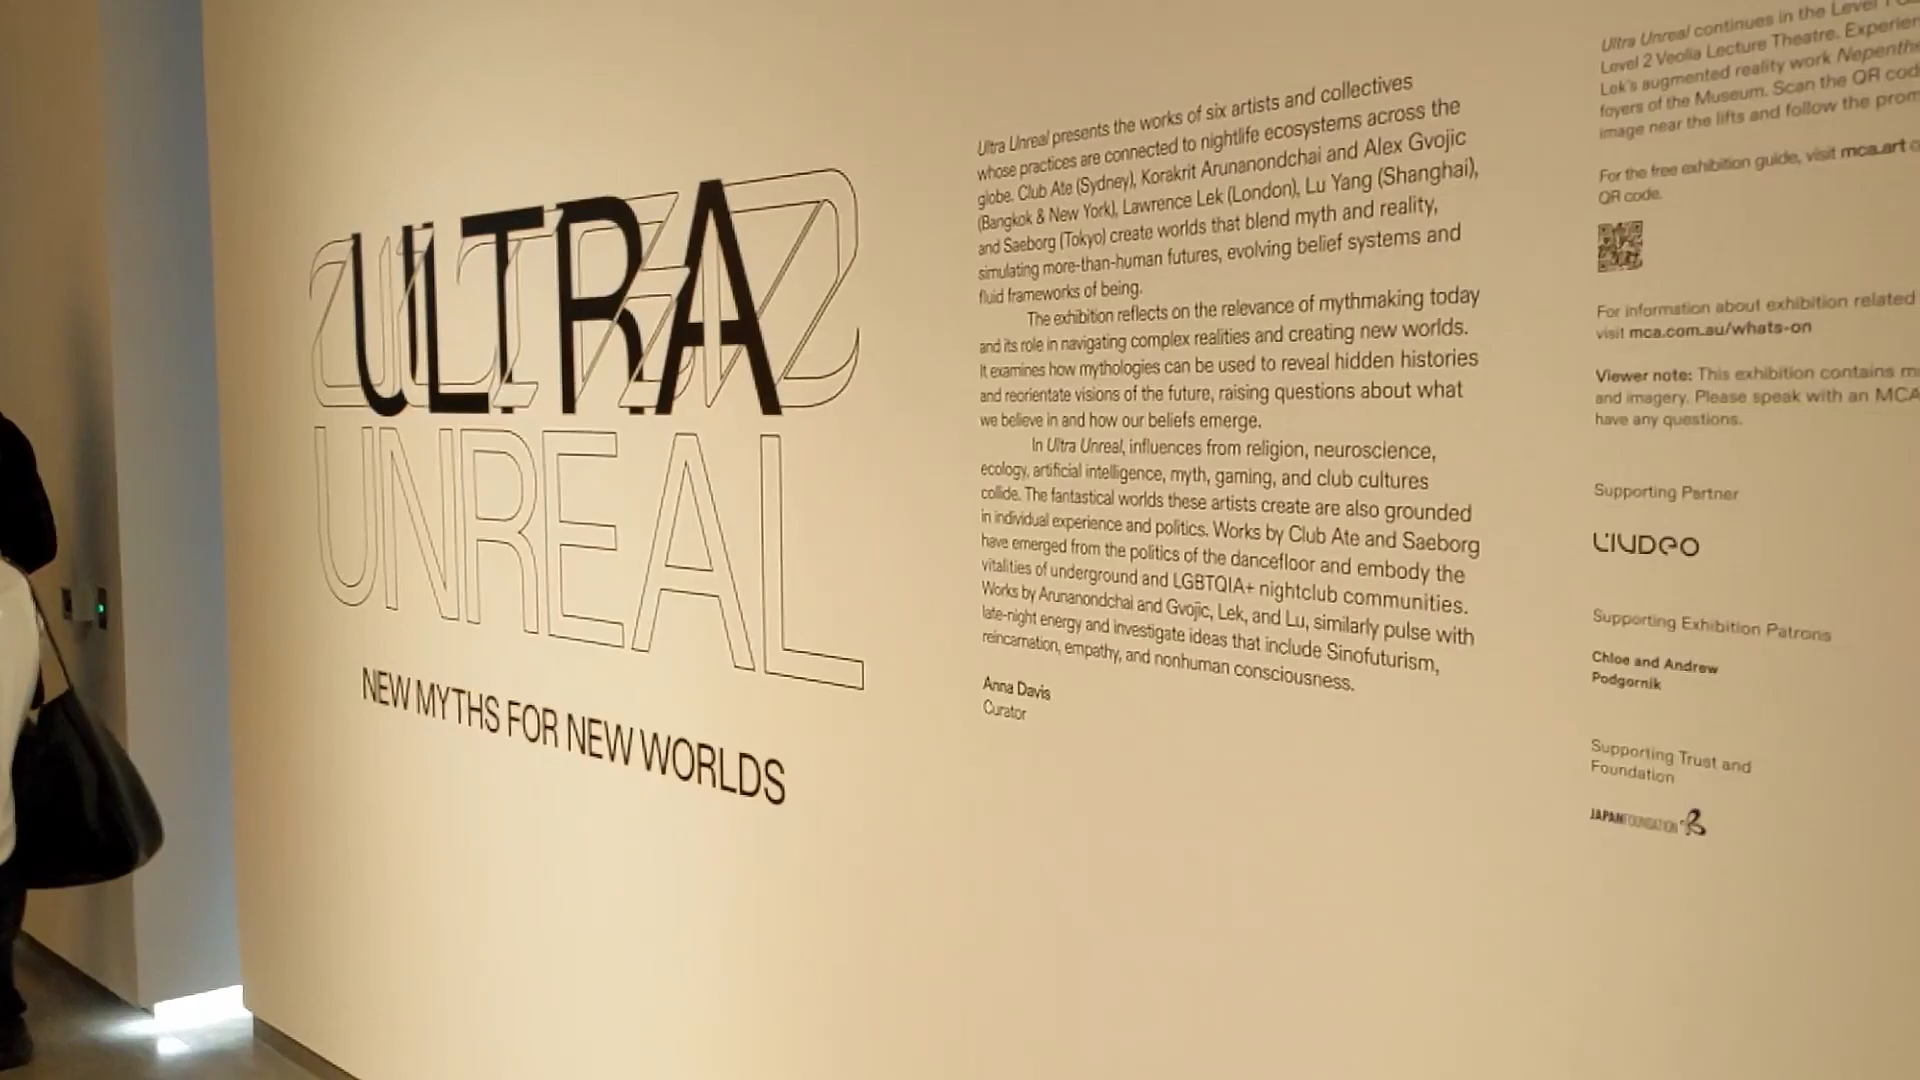 ULTRA
UNREAL
NEW MYTHS FOR NEW WORLDS
Ultra Unreal presents the works of six artists and collectives
whose practices are connected to nightlife ecosystems across the
globe. Club Ate (Sydney), Korakrit Arunanondchai and Alex Gvojic
(Bangkok & New York), Lawrence Lek (London), Lu Yang (Shanghai),
and Saeborg (Tokyo) create worlds that blend myth and reality,
simulating more-than-human futures, evolving belief systems and
fluid frameworks of being.
The exhibition reflects on the relevance of mythmaking today
and its role in navigating complex realities and creating new worlds.
It examines how mythologies can be used to reveal hidden histories
and reorientate visions of the future, raising questions about what
we believe in and how our beliefs emerge.
In Ultra Unreal, influences from religion, neuroscience,
ecology, artificial intelligence, myth, gaming, and club cultures
collide. The fantastical worlds these artists create are also grounded
in individual experience and politics. Works by Club Ate and Saeborg
have emerged from the politics of the dancefloor and embody the
vitalities of underground and LGBTQIA+ nightclub communities.
Works by Arunanondchai and Gvojic, Lek, and Lu, similarly pulse with
late-night energy and investigate ideas that include Sinofuturism,
reincarnation, empathy, and nonhuman consciousness.
Anna Davis
Curator
Ultra Unreal continues in the Level 1
Level 2 Veolia Lecture Theatre. Experien
Lek's augmented reality work Nepenthe
foyers of the Museum. Scan the QR cod
image near the lifts and follow the prom
For the free exhibition guide, visit mca.art
QR code.
For information about exhibition related
visit mca.com.au/whats-on
Viewer note: This exhibition contains
and imagery. Please speak with an MCA
have any questions.
Supporting Partner
Supporting Exhibition Patrons
Chloe and Andrew
Podgornik
Supporting Trust and
Foundation
JAPANFOUNDATION